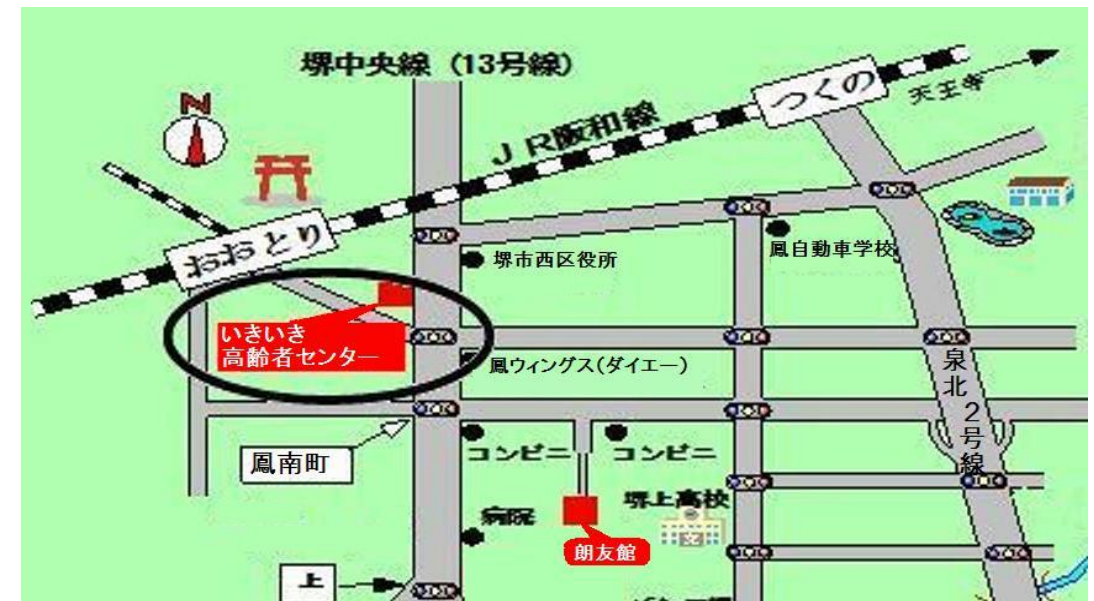 堺中央線（13号線）
つくの
天王寺
N
JR阪和線
おおとり
堺市西区役所
鳳自動車学校
いきいき
高齢者センター
鳳ウィングス(ダイエー)
泉北2号線
鳳南町
コンビニ
コンビニ
病院
堺上高校
文
朗友館
上